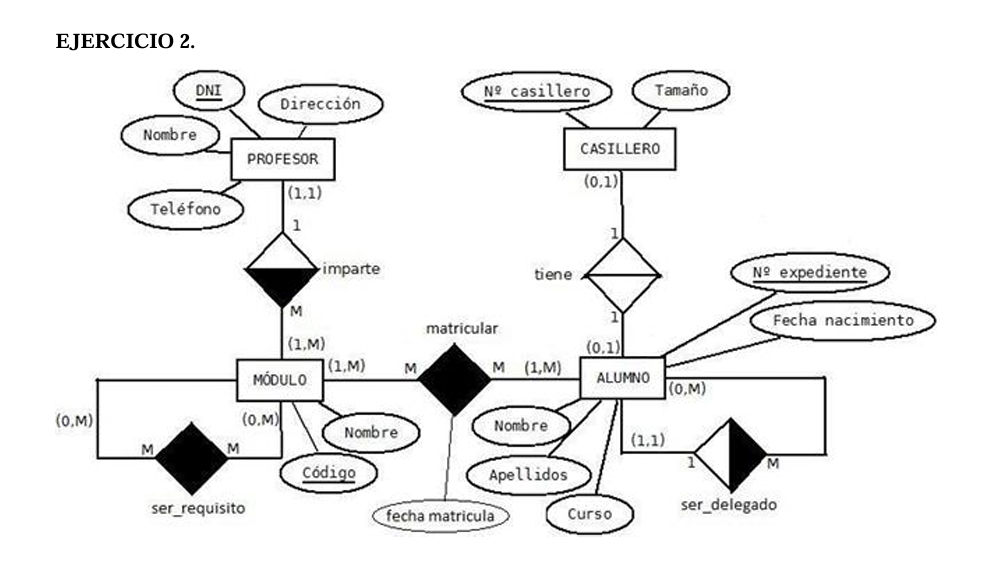 EJERCICIO 2.
DNI
Dirección
Nombre
PROFESOR
Teléfono
(1,1)
1
imparte
M
(1,M)
Nº casillero
Tamaño
CASILLERO
(0,1)
1
tiene
1
(0,1)
Nº expediente
Fecha nacimiento
matricular
MÓDULO
(1,M)
M
M
(1,M)
ALUMNO
(0,M)
(0,M)
(0,M)
M
M
ser_requisito
Nombre
Código
fecha matricula
Nombre
Apellidos
Curso
(1,1)
1
M
ser_delegado